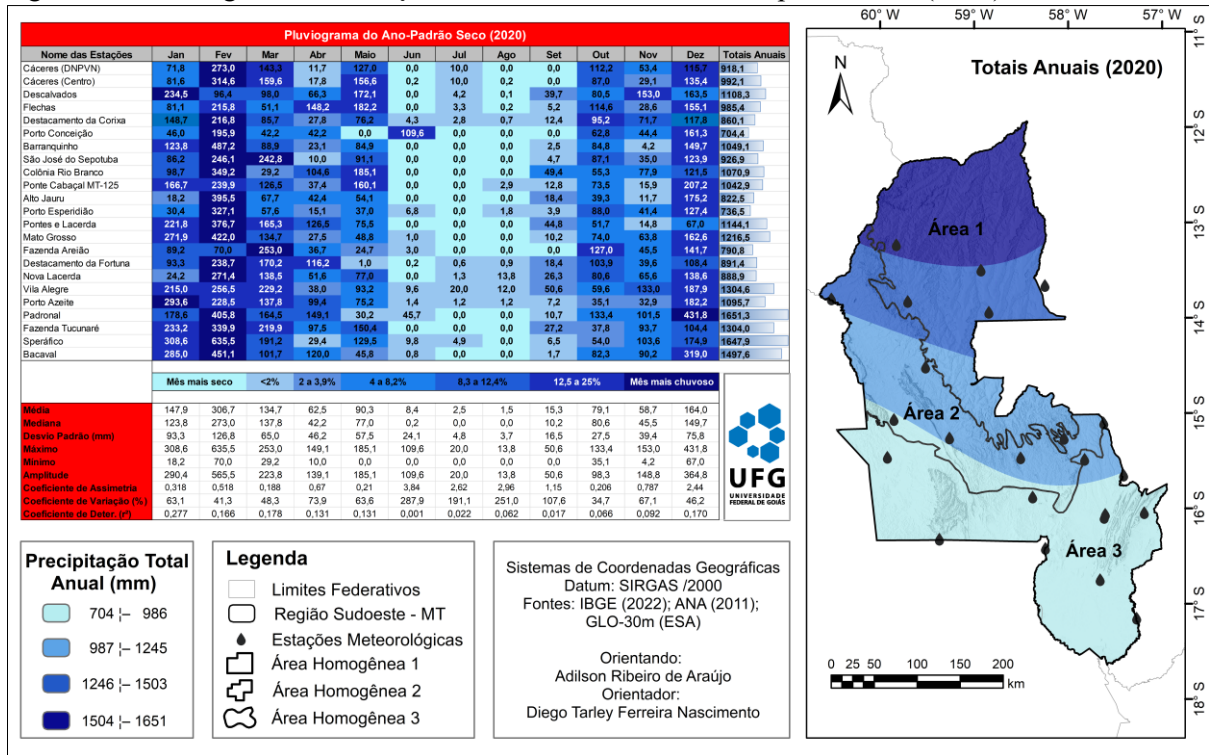 Pluviograma do Ano-Padrão Seco (2020)
Nome das Estações Jan Fev Mar Abr Maio Jun Jul Ago Set Out Nov Dez Totais Anuais
Cáceres (DNPVN) 71,8 273,0 143,3 11,7 127,0 0,0 10,0 0,0 0,0 112,2 53,4 115,7 918,1
Cáceres (Centro) 81,6 314,6 159,6 17,8 156,6 0,2 10,0 0,2 0,0 87,0 29,1 135,4 992,1
Descalvados 234,5 96,4 98,0 66,3 172,1 0,0 4,2 0,1 39,7 80,5 153,0 163,5 1108,3
Flechas 81,1 215,8 51,1 148,2 182,2 0,0 3,3 0,2 5,2 114,6 28,6 155,1 985,4
Destacamento da Corixa 148,7 216,8 85,7 27,8 76,2 4,3 2,8 0,7 12,4 95,2 71,7 117,8 860,1
Porto Conceição 46,0 195,9 42,2 42,2 0,0 109,6 0,0 0,0 0,0 62,8 44,4 161,3 704,4
Barranquinho 123,8 487,2 88,9 23,1 84,9 0,0 0,0 0,0 2,5 84,8 4,2 149,7 1049,1
São José do Sepotuba 86,2 246,1 242,8 10,0 91,1 0,0 0,0 0,0 4,7 87,1 35,0 123,9 926,9
Colônia Rio Branco 98,7 349,2 29,2 104,6 185,1 0,0 0,0 0,0 49,4 55,3 77,9 121,5 1070,9
Ponte Cabaçal MT-125 166,7 239,9 126,5 37,4 160,1 0,0 0,0 2,9 12,8 73,5 15,9 207,2 1042,9
Alto Jauru 18,2 395,5 67,7 42,4 54,1 0,0 0,0 0,0 18,4 39,3 11,7 175,2 822,5
Porto Esperidião 30,4 327,1 57,6 15,1 37,0 6,8 0,0 1,8 3,9 88,0 41,4 127,4 736,5
Pontes e Lacerda 221,8 376,7 165,3 126,5 75,5 0,0 0,0 0,0 44,8 51,7 14,8 67,0 1144,1
Mato Grosso 271,9 422,0 134,7 27,5 48,8 1,0 0,0 0,0 10,2 74,0 63,8 162,6 1216,5
Fazenda Areião 89,2 70,0 253,0 36,7 24,7 3,0 0,0 0,0 0,0 127,0 45,5 141,7 790,8
Destacamento da Fortuna 93,3 238,7 170,2 116,2 1,0 0,2 0,6 0,9 18,4 103,9 39,6 108,4 891,4
Nova Lacerda 24,2 271,4 138,5 51,6 77,0 0,0 1,3 13,8 26,3 80,6 65,6 138,6 888,9
Vila Alegre 215,0 256,5 229,2 38,0 93,2 9,6 20,0 12,0 50,6 59,6 133,0 187,9 1304,6
Porto Azeite 293,6 228,5 137,8 99,4 75,2 1,4 1,2 1,2 7,2 35,1 32,9 182,2 1095,7
Padronal 178,6 405,8 164,5 149,1 30,2 45,7 0,0 0,0 10,7 133,4 101,5 431,8 1651,3
Fazenda Tucunaré 233,2 339,9 219,9 97,5 150,4 0,0 0,0 0,0 27,2 37,8 93,7 104,4 1304,0
Speráfico 308,6 635,5 191,2 29,4 129,5 9,8 4,9 0,0 6,5 54,0 103,6 174,9 1647,9
Bacaval 285,0 451,1 101,7 120,0 45,8 0,8 0,0 0,0 1,7 82,3 90,2 319,0 1497,6
Mês mais seco <2% 2 a 3,9% 4 a 8,2% 8,3 a 12,4% 12,5 a 25% Mês mais chuvoso
Média 147,9 306,7 134,7 62,5 90,3 8,4 2,5 1,5 15,3 79,1 58,7 164,0
Mediana 123,8 273,0 137,8 42,2 77,0 0,2 0,0 0,0 10,2 80,6 45,5 149,7
Desvio Padrão (mm) 93,3 126,8 65,0 46,2 57,5 24,1 4,8 3,7 16,5 27,5 39,4 75,8
Máximo 308,6 635,5 253,0 149,1 185,1 109,6 20,0 13,8 50,6 133,4 153,0 431,8
Mínimo 18,2 70,0 29,2 10,0 0,0 0,0 0,0 0,0 0,0 35,1 4,2 67,0
Amplitude 290,4 565,5 223,8 139,1 185,1 109,6 20,0 13,8 50,6 98,3 148,8 364,8
Coeficiente de Assimetria 0.318 0.518 0.188 0.67 0.21 3.84 2.62 2.96 1.15 0.206 0.787 2.44
Coeficiente de Variação (%) 63,1 41,3 48,3 73,9 63,6 287,9 191,1 251,0 107,6 34,7 67,1 46,2
Coeficiente de Deter. (r²) 0,277 0,166 0,178 0,131 0,131 0,001 0,022 0,062 0,017 0,066 0,092 0,170
UFG
UNIVERSIDADE
FEDERAL DE GOIÁS
Precipitação Total
Anual (mm)
704 ¦– 986
987 ¦– 1245
1246 ¦– 1503
1504 ¦– 1651
Legenda
Limites Federativos
Região Sudoeste - MT
Estações Meteorológicas
Área Homogênea 1
Área Homogênea 2
Área Homogênea 3
Sistemas de Coordenadas Geográficas
Datum: SIRGAS /2000
Fontes: IBGE (2022); ANA (2011);
GLO-30m (ESA)
Orientando:
Adilson Ribeiro de Araújo
Orientador:
Diego Tarley Ferreira Nascimento
60°W 59°W 58°W 57°W
N
Totais Anuais (2020)
Área 1
Área 2
Área 3
11°S
12°S
13°S
14°S
15°S
16°S
17°S
18°S
0 25 50 100 150 200
km